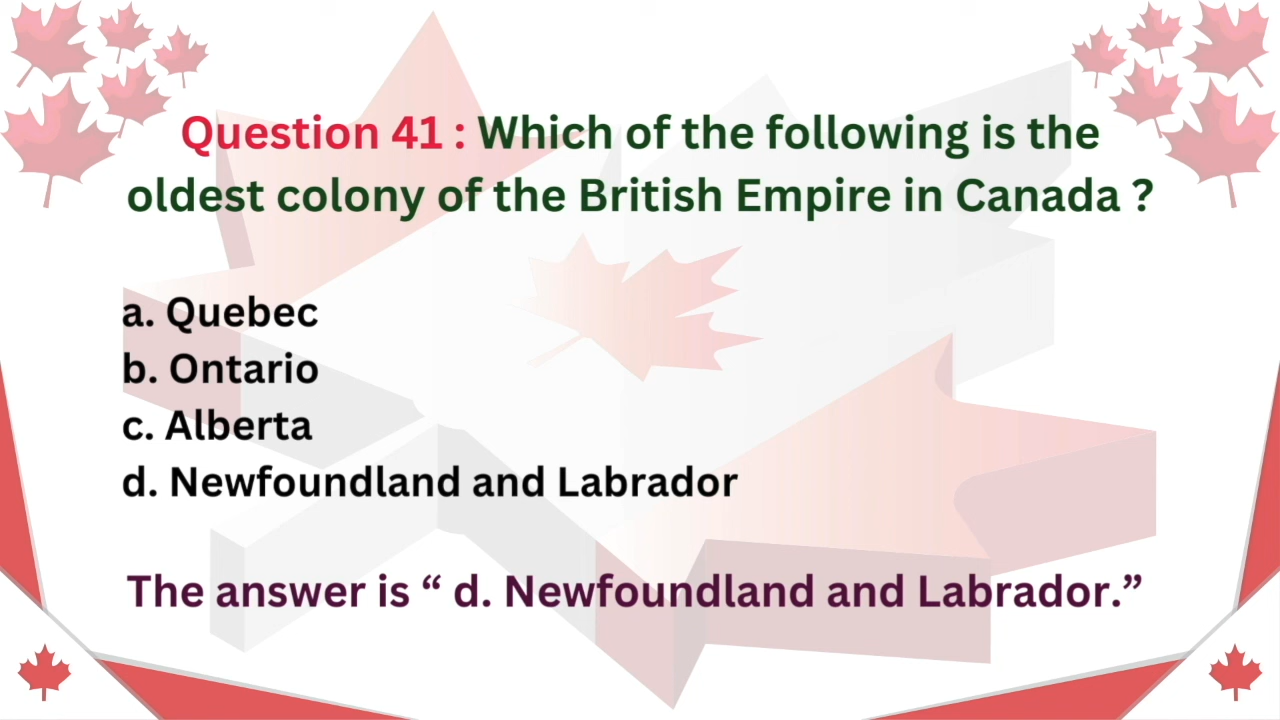 Question 41 : Which of the following is the
oldest colony of the British Empire in Canada ?
a. Quebec
b. Ontario
c. Alberta
d. Newfoundland and Labrador
The answer is “ d. Newfoundland and Labrador.”